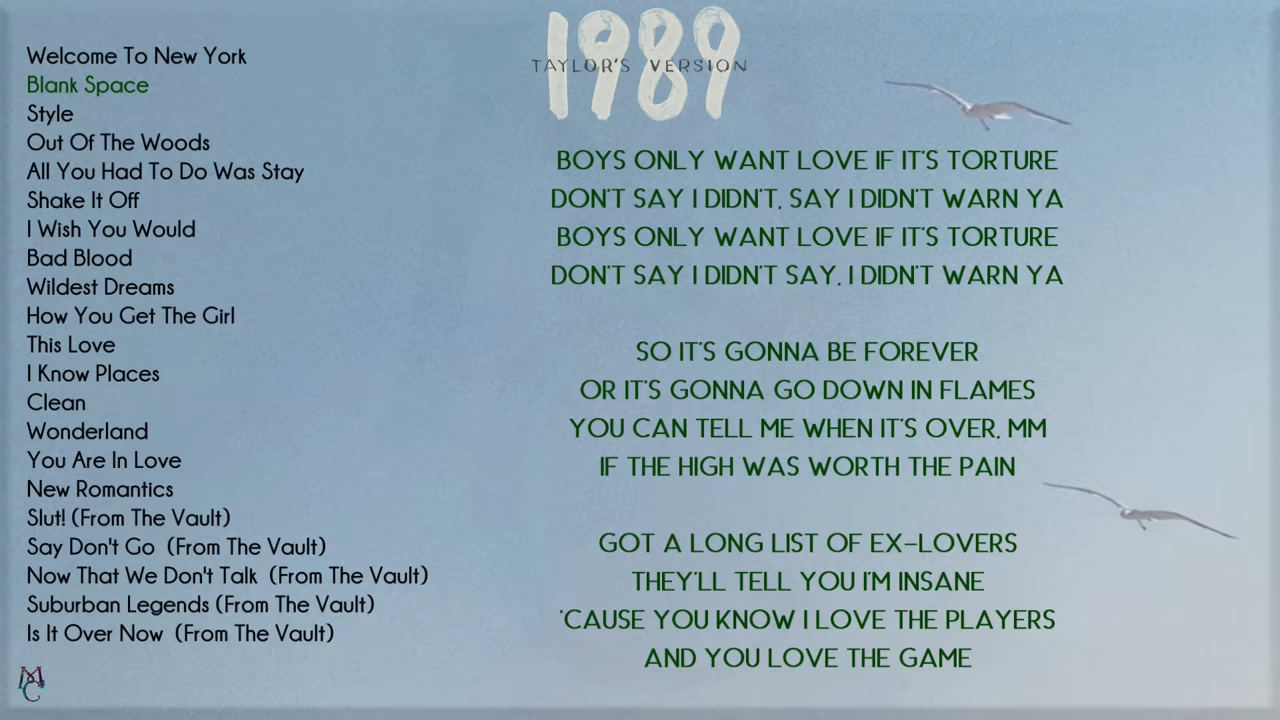 1989
TAYLOR'S VERSION
Welcome To New York
Blank Space
Style
Out Of The Woods
All You Had To Do Was Stay
Shake It Off
I Wish You Would
Bad Blood
Wildest Dreams
How You Get The Girl
This Love
I Know Places
Clean
Wonderland
You Are In Love
New Romantics
Slut! (From The Vault)
Say Don't Go (From The Vault)
Now That We Don't Talk (From The Vault)
Suburban Legends (From The Vault)
Is It Over Now (From The Vault)
BOYS ONLY WANT LOVE IF IT'S TORTURE
DON'T SAY I DIDN'T, SAY I DIDN'T WARN YA
BOYS ONLY WANT LOVE IF IT'S TORTURE
DON'T SAY I DIDN'T SAY, I DIDN'T WARN YA
SO IT'S GONNA BE FOREVER
OR IT'S GONNA GO DOWN IN FLAMES
YOU CAN TELL ME WHEN IT'S OVER, MM
IF THE HIGH WAS WORTH THE PAIN
GOT A LONG LIST OF EX-LOVERS
THEY'LL TELL YOU I'M INSANE
'CAUSE YOU KNOW I LOVE THE PLAYERS
AND YOU LOVE THE GAME